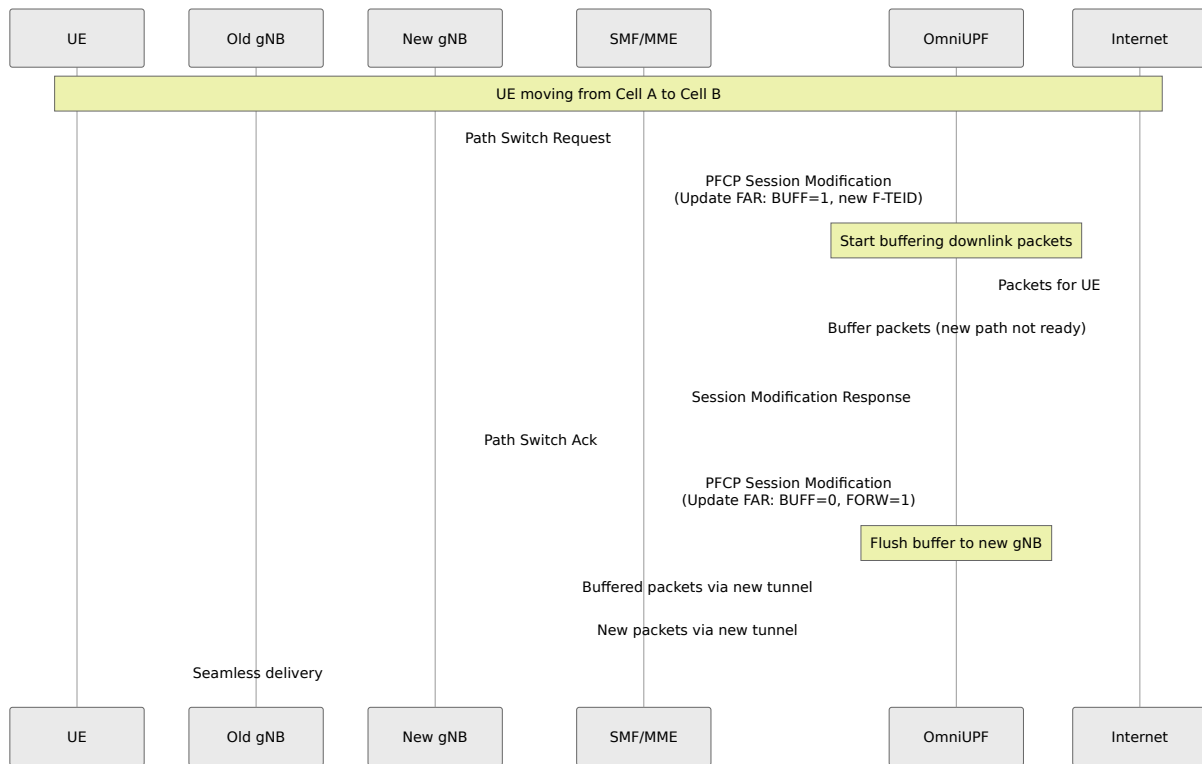 UE
Old gNB
New gNB
SMF/MME
OmniUPF
Internet
UE moving from Cell A to Cell B
Path Switch Request
PFCP Session Modification
(Update FAR: BUFF=1, new F-TEID)
Start buffering downlink packets
Packets for UE
Buffer packets (new path not ready)
Session Modification Response
Path Switch Ack
PFCP Session Modification
(Update FAR: BUFF=0, FORW=1)
Flush buffer to new gNB
Buffered packets via new tunnel
New packets via new tunnel
Seamless delivery
UE
Old gNB
New gNB
SMF/MME
OmniUPF
Internet